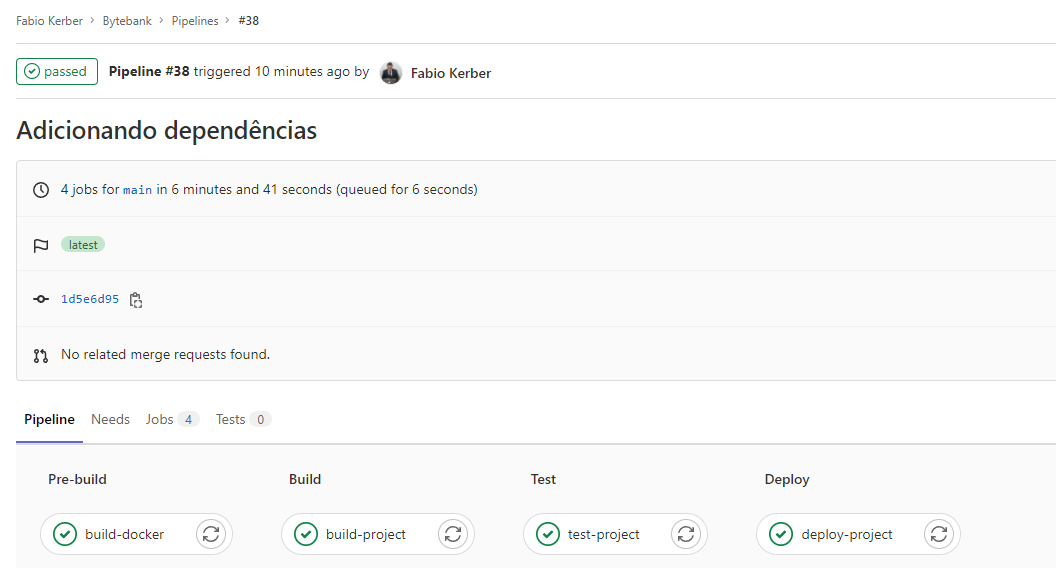 Fabio Kerber > Bytebank > Pipelines > #38
passed Pipeline #38 triggered 10 minutes ago by Fabio Kerber
Adicionando dependências
4 jobs for main in 6 minutes and 41 seconds (queued for 6 seconds)
latest
1d5e6d95
No related merge requests found.
Pipeline Needs Jobs 4 Tests 0
Pre-build Build Test Deploy
build-docker build-project test-project deploy-project